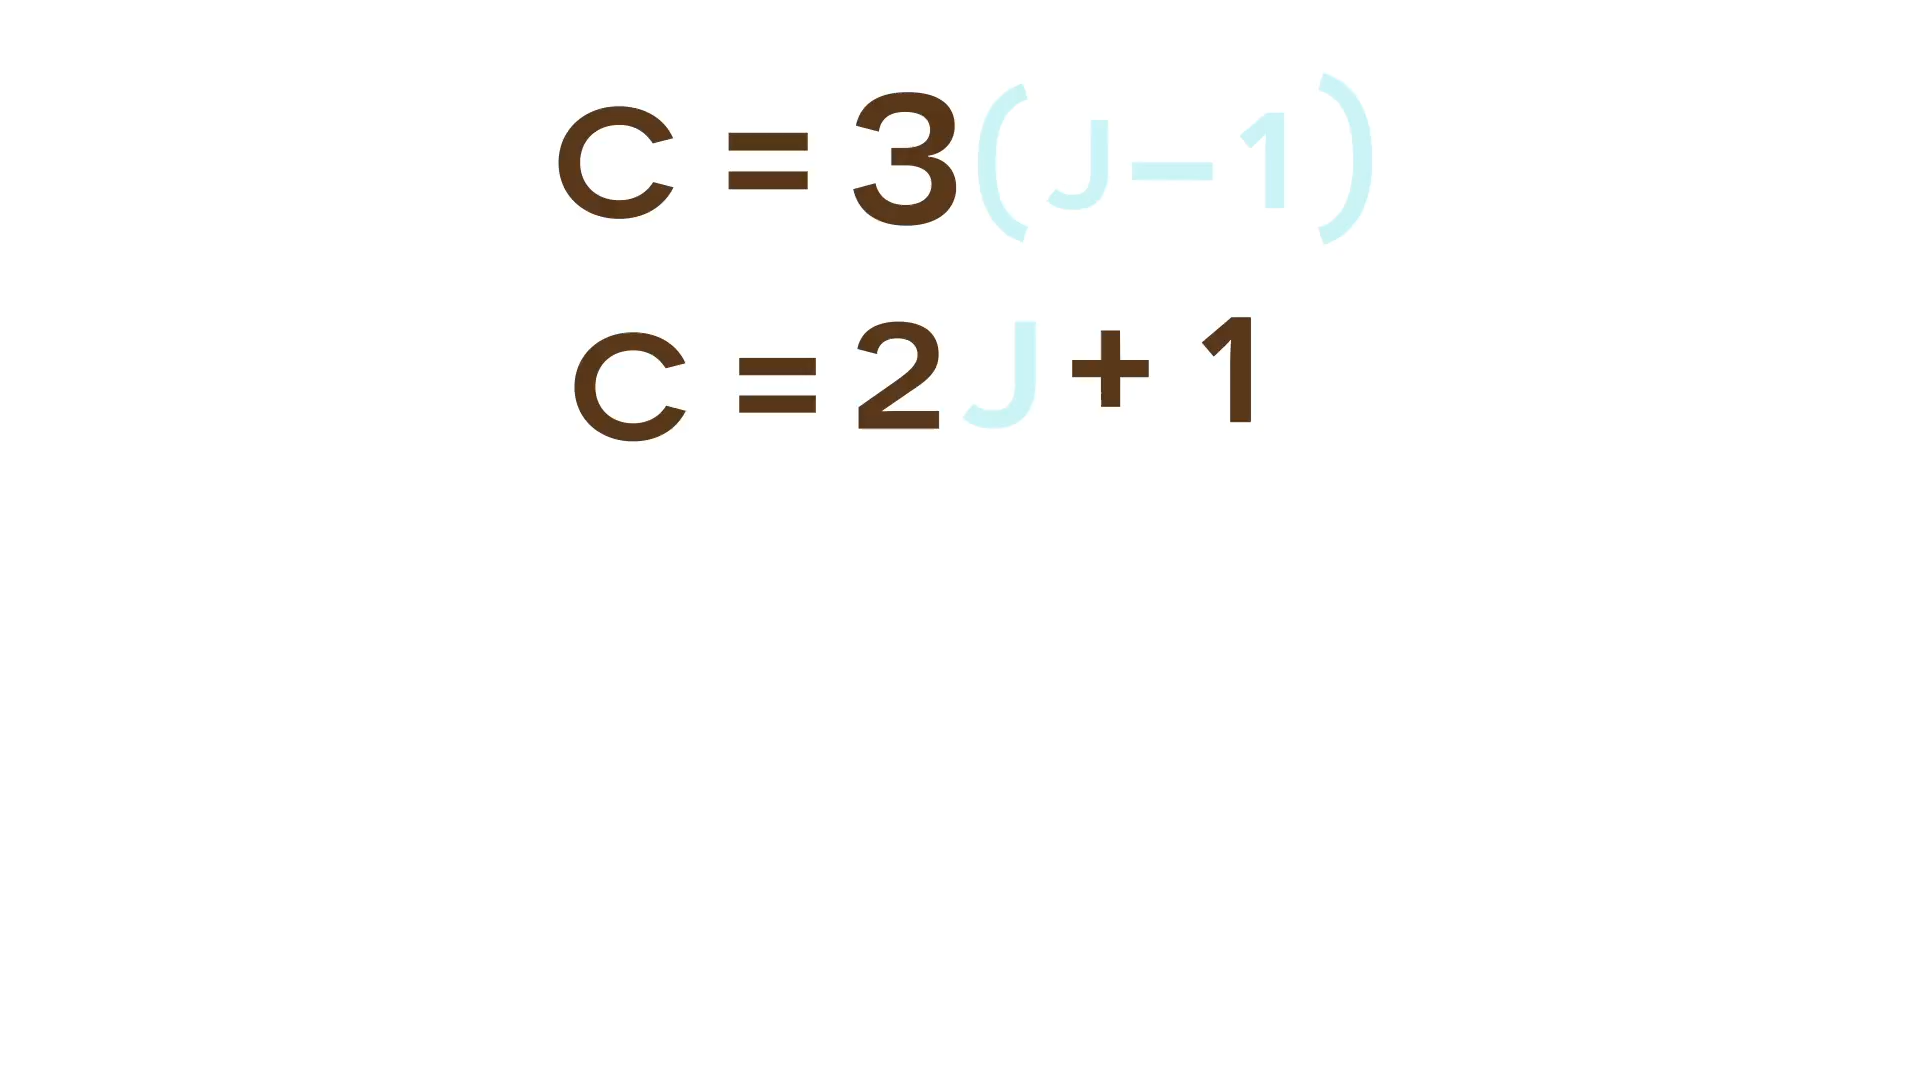 C = 3(J-1)
C = 2J + 1